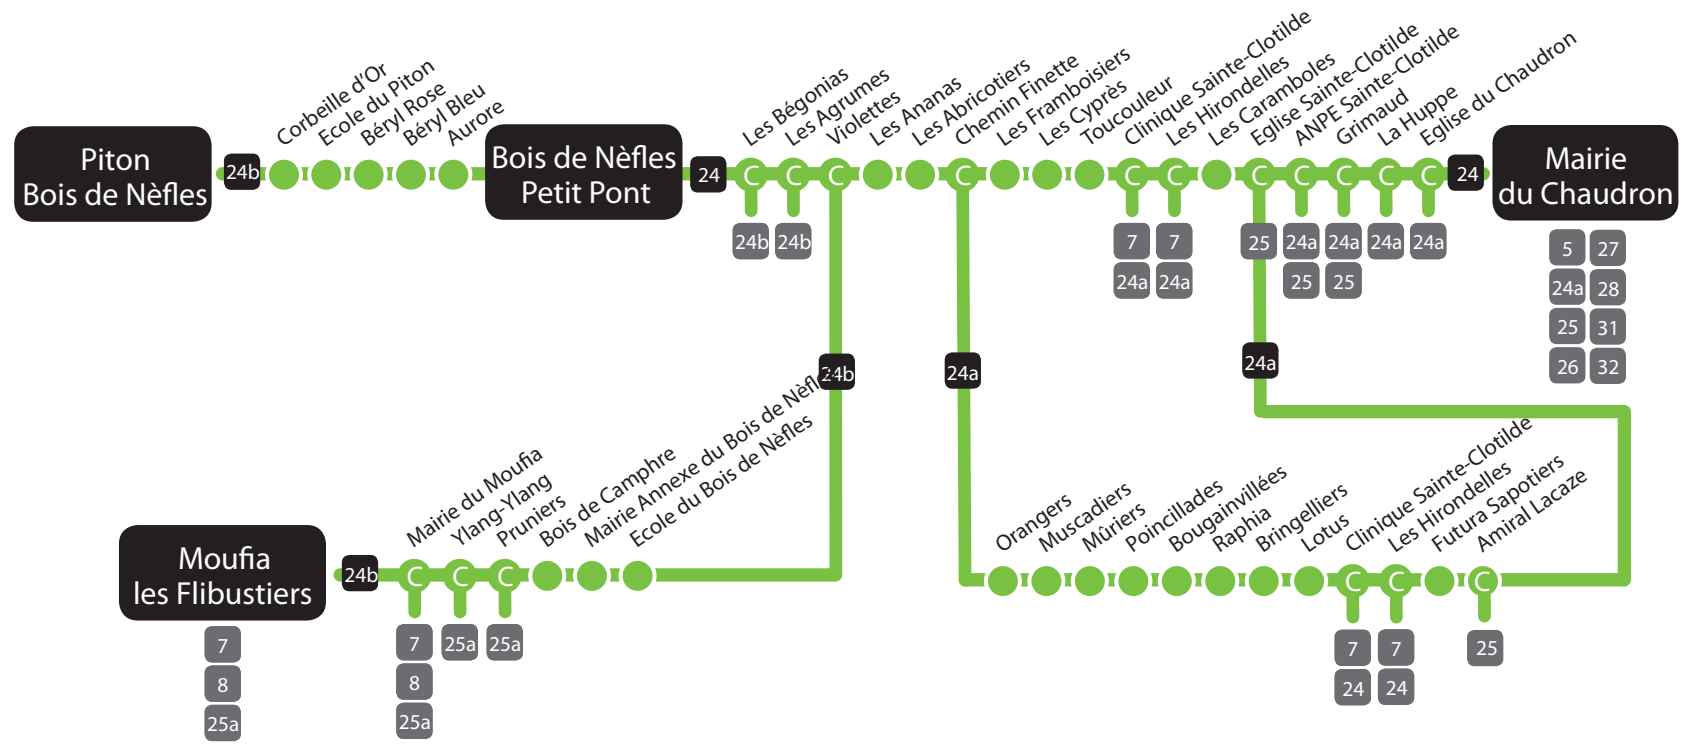 Corbeille d'Or
Ecole du Piton
Béryl Rose
Béryl Bleu
Aurore
Les Bégonias
Les Agrumes
Violettes
Les Ananas
Les Abricotiers
Chemin Finette
Les Framboisiers
Les Cyprès
Toucouleur
Clinique Sainte-Clotilde
Les Hirondelles
Les Caramboles
Eglise Sainte-Clotilde
ANPE Sainte-Clotilde
Grimaud
La Huppe
Eglise du Chaudron
Piton
Bois de Nèfles
24b
Bois de Nèfles
Petit Pont
24
C C C C C C C C C C C
24
Mairie
du Chaudron
24b 24b 7 7 25 24a 24a 24a 24a
24a 24a 25 25
5 27
24a 28
25 31
26 32
24b
24a
24a
Mairie du Moufia
Ylang-Ylang
Pruniers
Bois de Camphre
Mairie Annexe du Bois de Nèfles
Ecole du Bois de Nèfles
Orangers
Muscadiers
Mûriers
Poincillades
Bougainvillées
Raphia
Bringelliers
Lotus
Clinique Sainte-Clotilde
Les Hirondelles
Futura Sapotiers
Amiral Lacaze
Moufia
les Flibustiers
24b
C C C
C C C
7
8
25a
7 25a 25a
8
25a
7 7 25
24 24